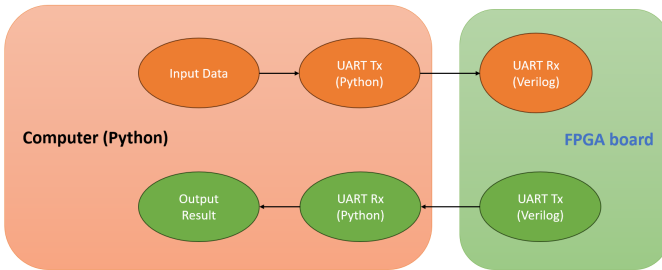 Input Data
UART Tx
(Python)
UART Rx
(Verilog)
Computer (Python)
FPGA board
Output
Result
UART Rx
(Python)
UART Tx
(Verilog)